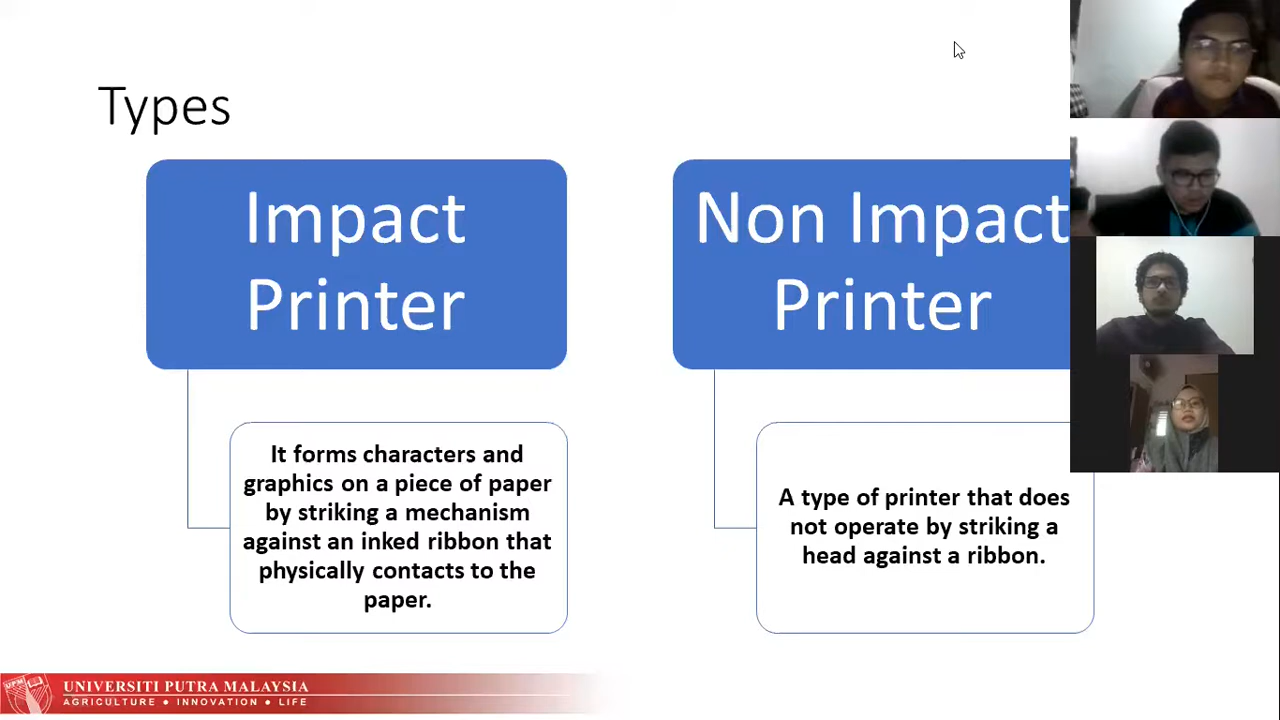 Types
Impact
Printer
Non Impact
Printer
It forms characters and
graphics on a piece of paper
by striking a mechanism
against an inked ribbon that
physically contacts to the
paper.
A type of printer that does
not operate by striking a
head against a ribbon.
UPM
UNIVERSITI PUTRA MALAYSIA
AGRICULTURE ● INNOVATION ● LIFE